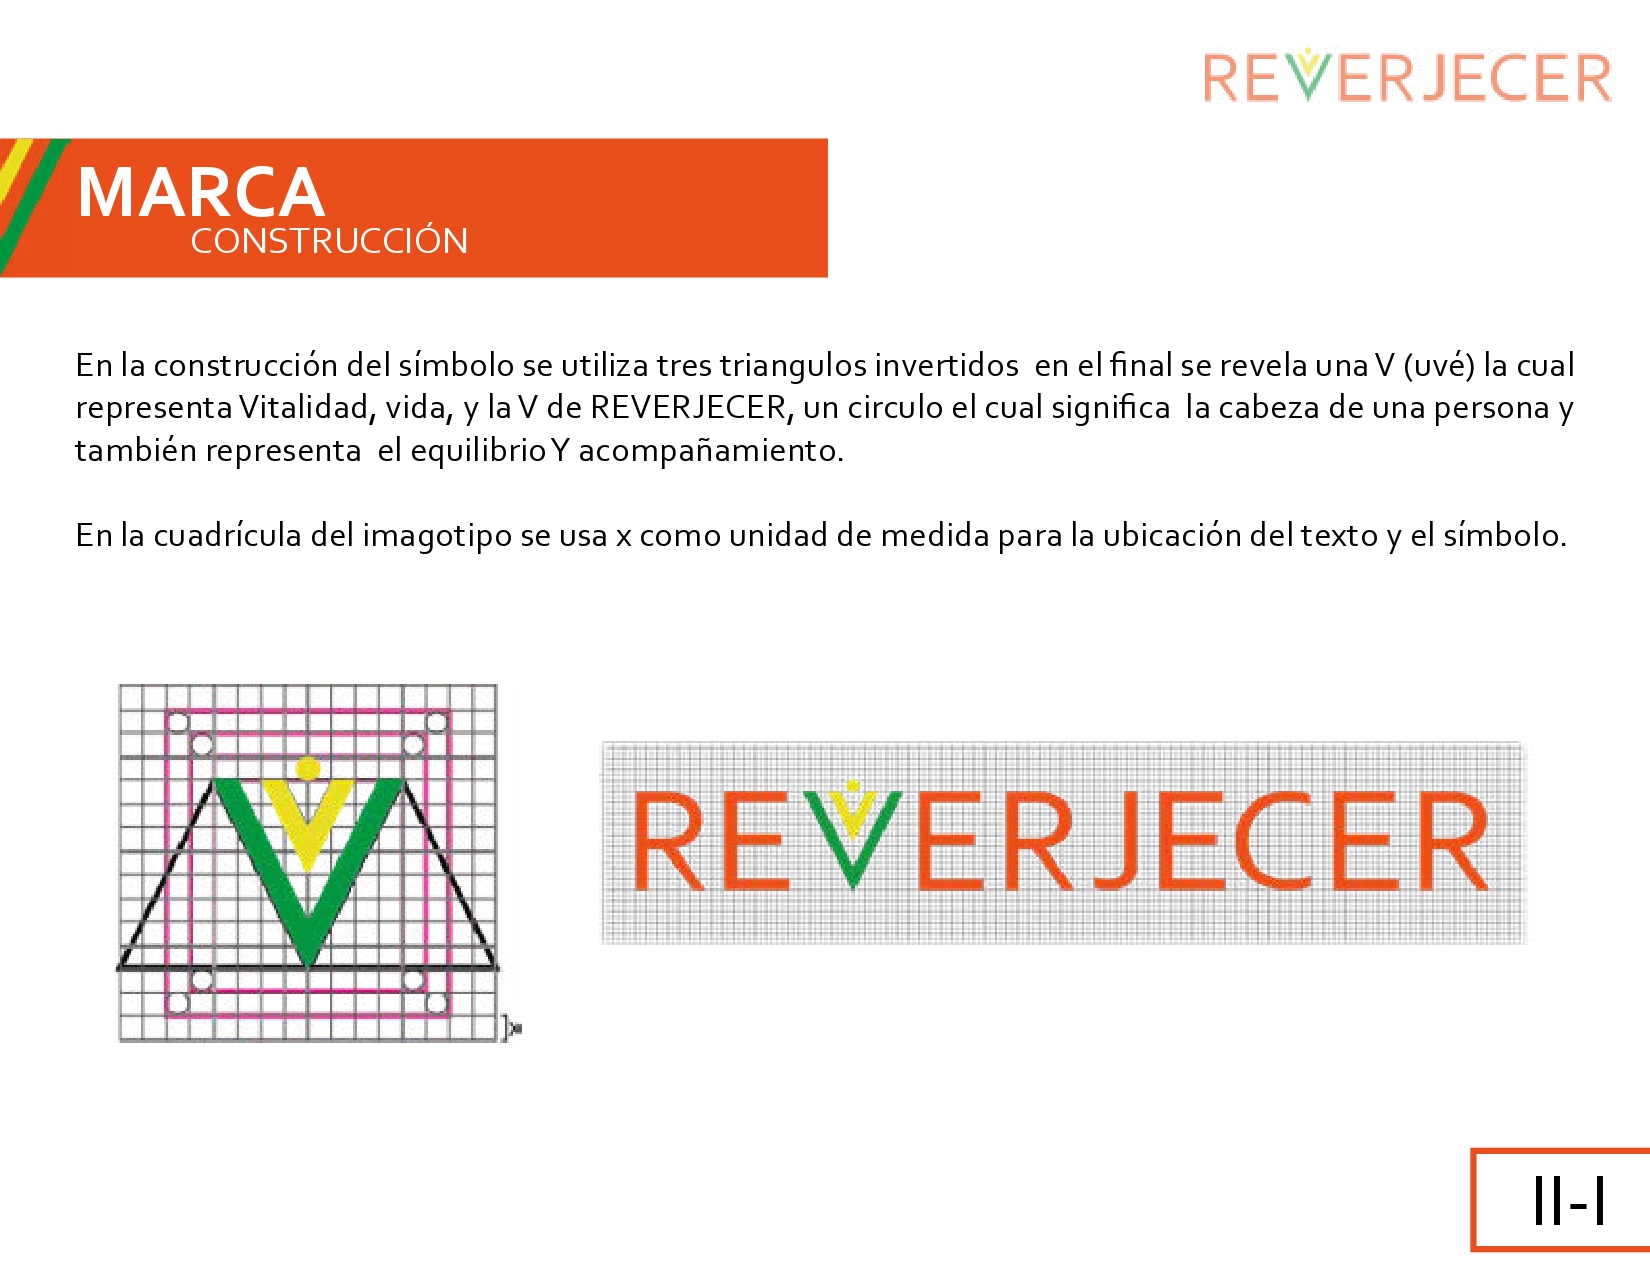 REVERJECER
MARCA
CONSTRUCCIÓN
En la construcción del símbolo se utiliza tres triangulos invertidos en el final se revela una V (uvé) la cual
representa Vitalidad, vida, y la V de REVERJECER, un circulo el cual significa la cabeza de una persona y
también representa el equilibrio Y acompañamiento.
En la cuadrícula del imagotipo se usa x como unidad de medida para la ubicación del texto y el símbolo.
x
REVERJECER
II-I